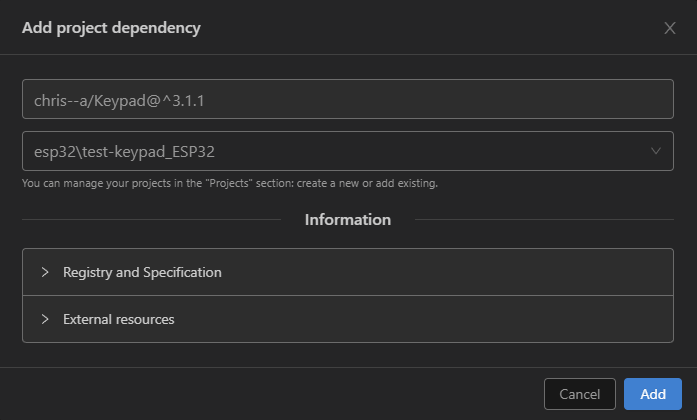 Add project dependency
chris--a/Keypad@^3.1.1
esp32\test-keypad_ESP32
You can manage your projects in the "Projects" section: create a new or add existing.
Information
Registry and Specification
External resources
Cancel
Add